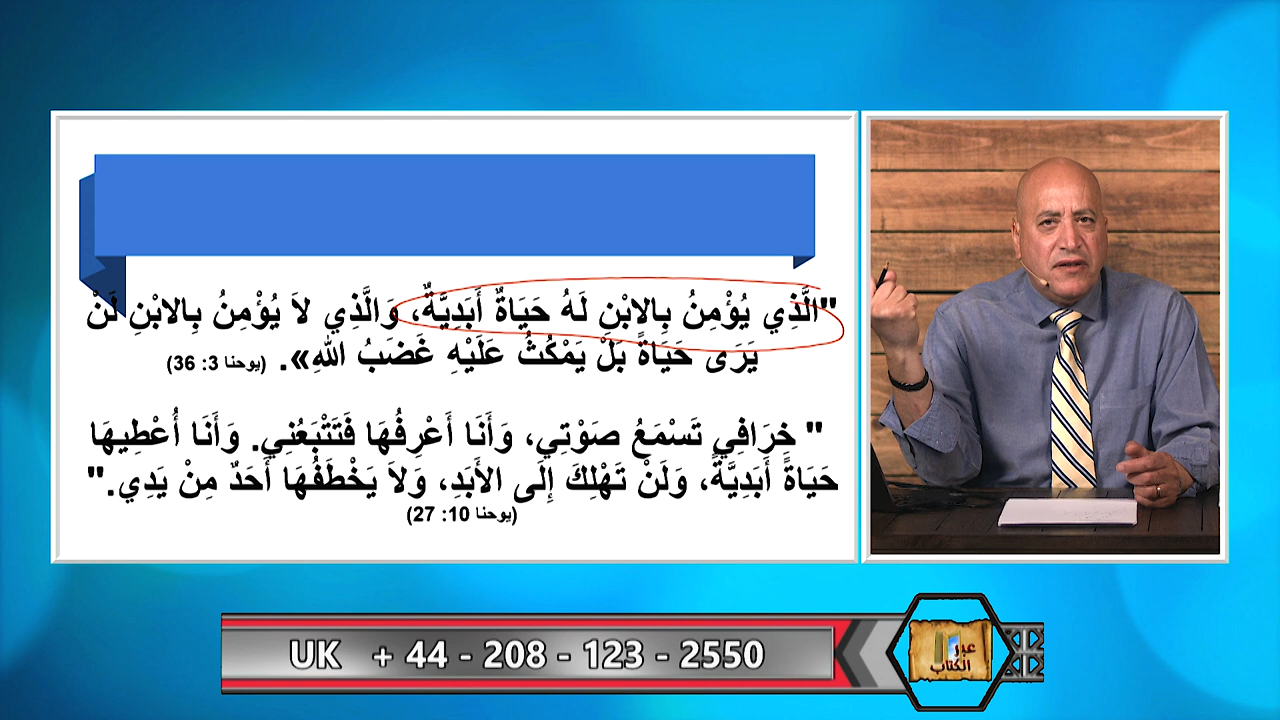 "الَّذِي يُؤْمِنُ بِالابْنِ لَهُ حَيَاةٌ أَبَدِيَّةٌ، وَالَّذِي لاَ يُؤْمِنُ بِالابْنِ لَنْ
يَرَى حَيَاةً بَلْ يَمْكُثُ عَلَيْهِ غَضَبُ اللهِ». (يوحنا 3: 36)
" خِرَافِي تَسْمَعُ صَوْتِي، وَأَنَا أَعْرِفُهَا فَتَتْبَعُنِي. وَأَنَا أُعْطِيهَا
حَيَاةً أَبَدِيَّةً، وَلَنْ تَهْلِكَ إِلَى الأَبَدِ، وَلاَ يَخْطَفُهَا أَحَدٌ مِنْ يَدِي."
(يوحنا 10: 27)
UK + 44 - 208 - 123 - 2550
عبر
الكتاب